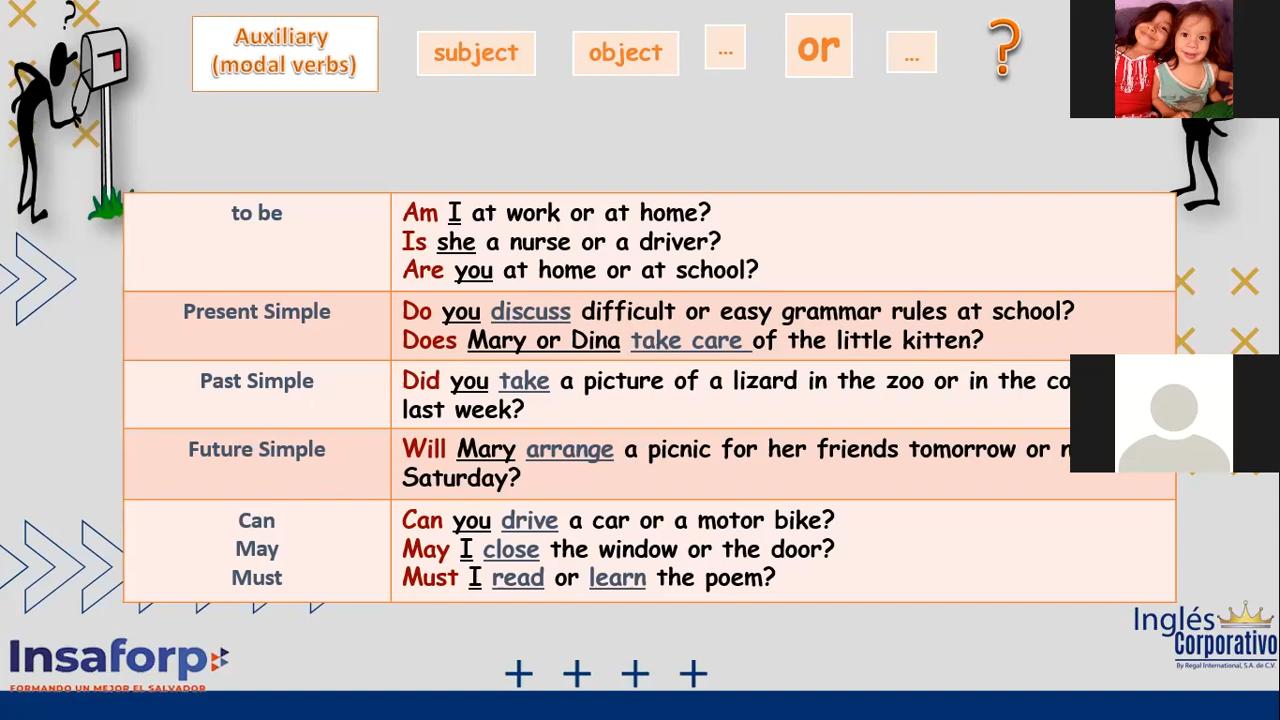 Auxiliary
(modal verbs)
subject
object
...
or
...
?
?
to be
Am I at work or at home?
Is she a nurse or a driver?
Are you at home or at school?
Present Simple
Do you discuss difficult or easy grammar rules at school?
Does Mary or Dina take care of the little kitten?
Past Simple
Did you take a picture of a lizard in the zoo or in the
last week?
Future Simple
Will Mary arrange a picnic for her friends tomorrow or
Saturday?
Can
May
Must
Can you drive a car or a motor bike?
May I close the window or the door?
Must I read or learn the poem?
Insaforp
FORMANDO UN MEJOR EL SALVADOR
Inglés
Corporativo
By Regal International, S.A. de C.V.